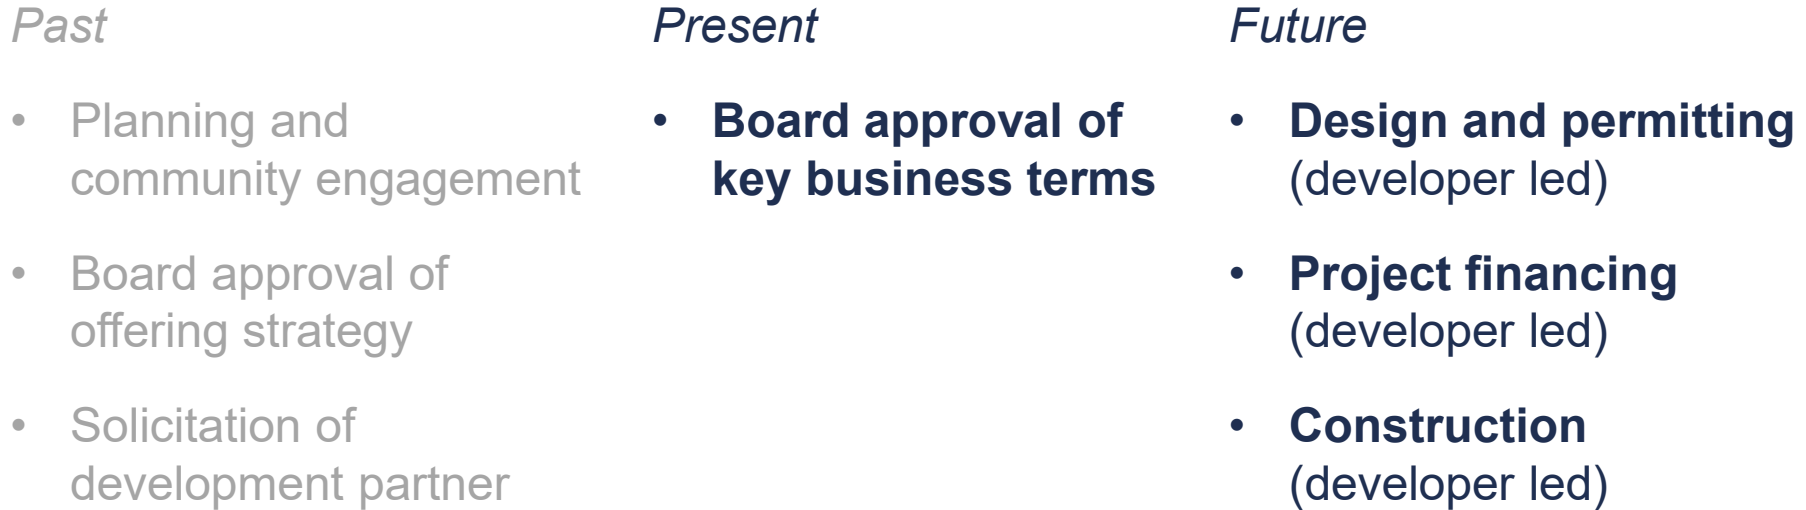 Past
• Planning and
community engagement
• Board approval of
offering strategy
• Solicitation of
development partner
Present
• Board approval of
key business terms
Future
• Design and permitting
(developer led)
• Project financing
(developer led)
• Construction
(developer led)